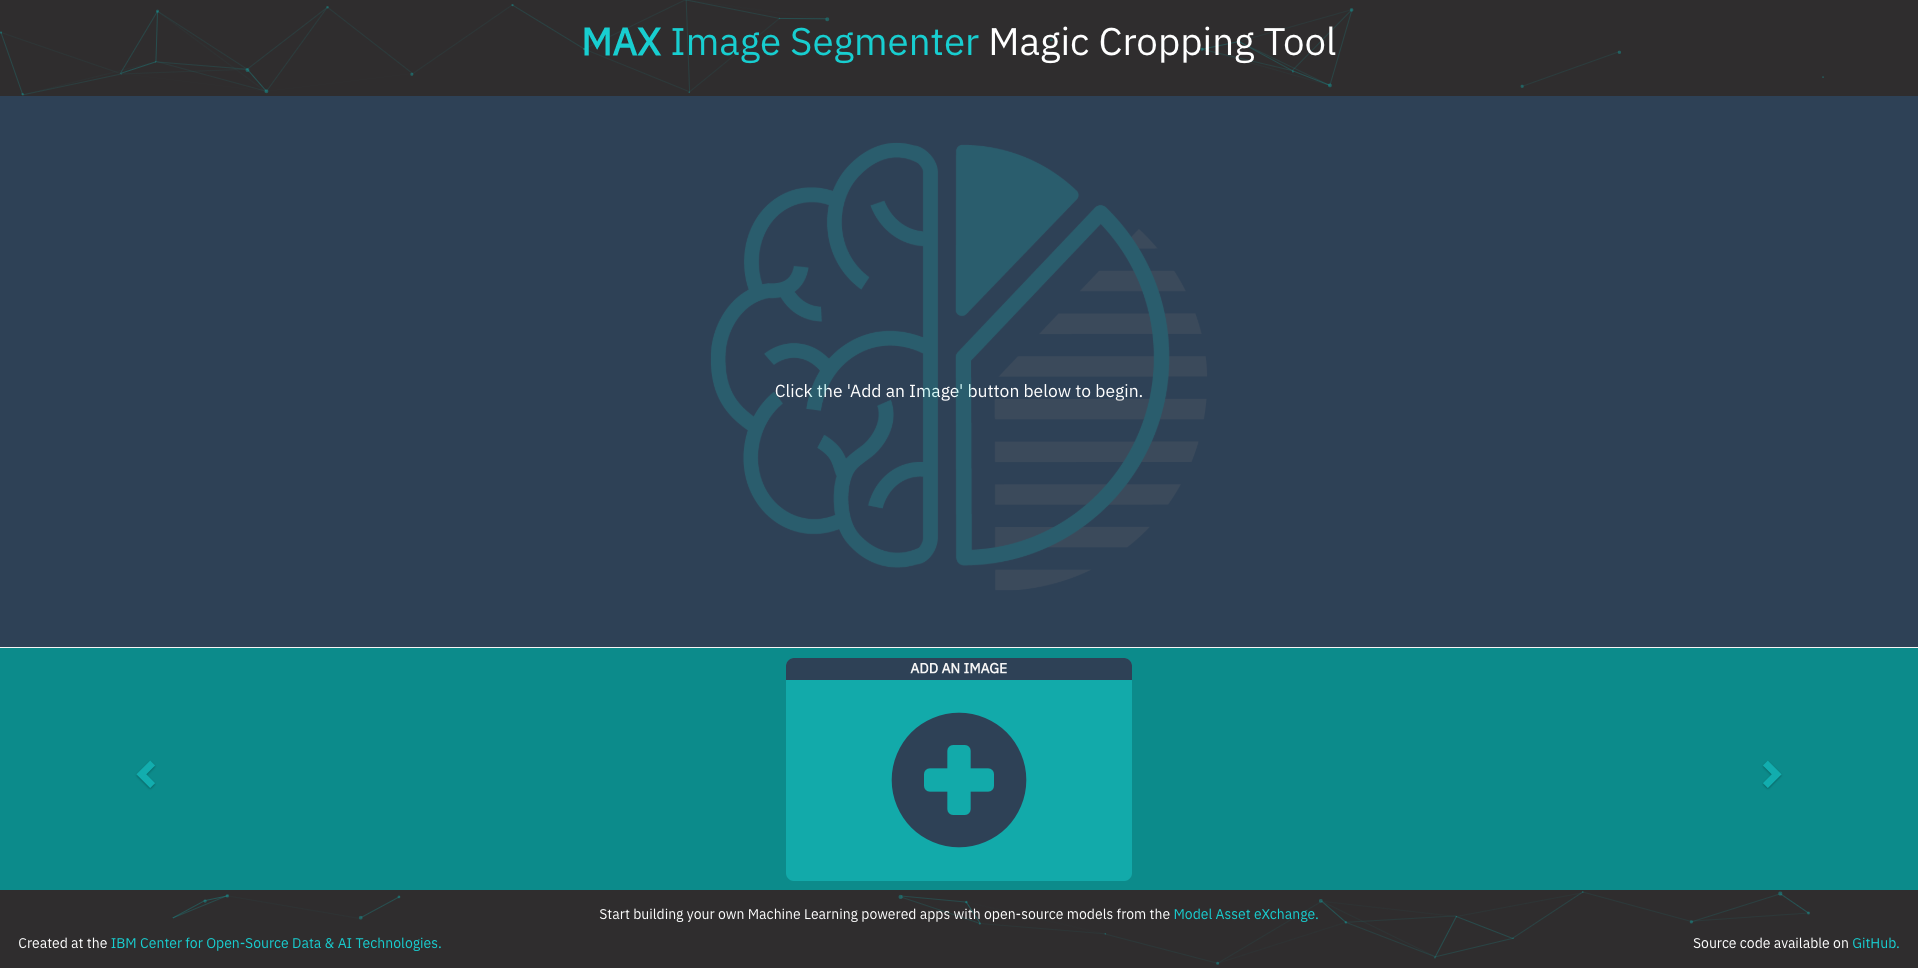 MAX Image Segmenter Magic Cropping Tool
Click the 'Add an Image' button below to begin.
ADD AN IMAGE
Start building your own Machine Learning powered apps with open-source models from the Model Asset eXchange.
Created at the IBM Center for Open-Source Data & AI Technologies.
Source code available on GitHub.